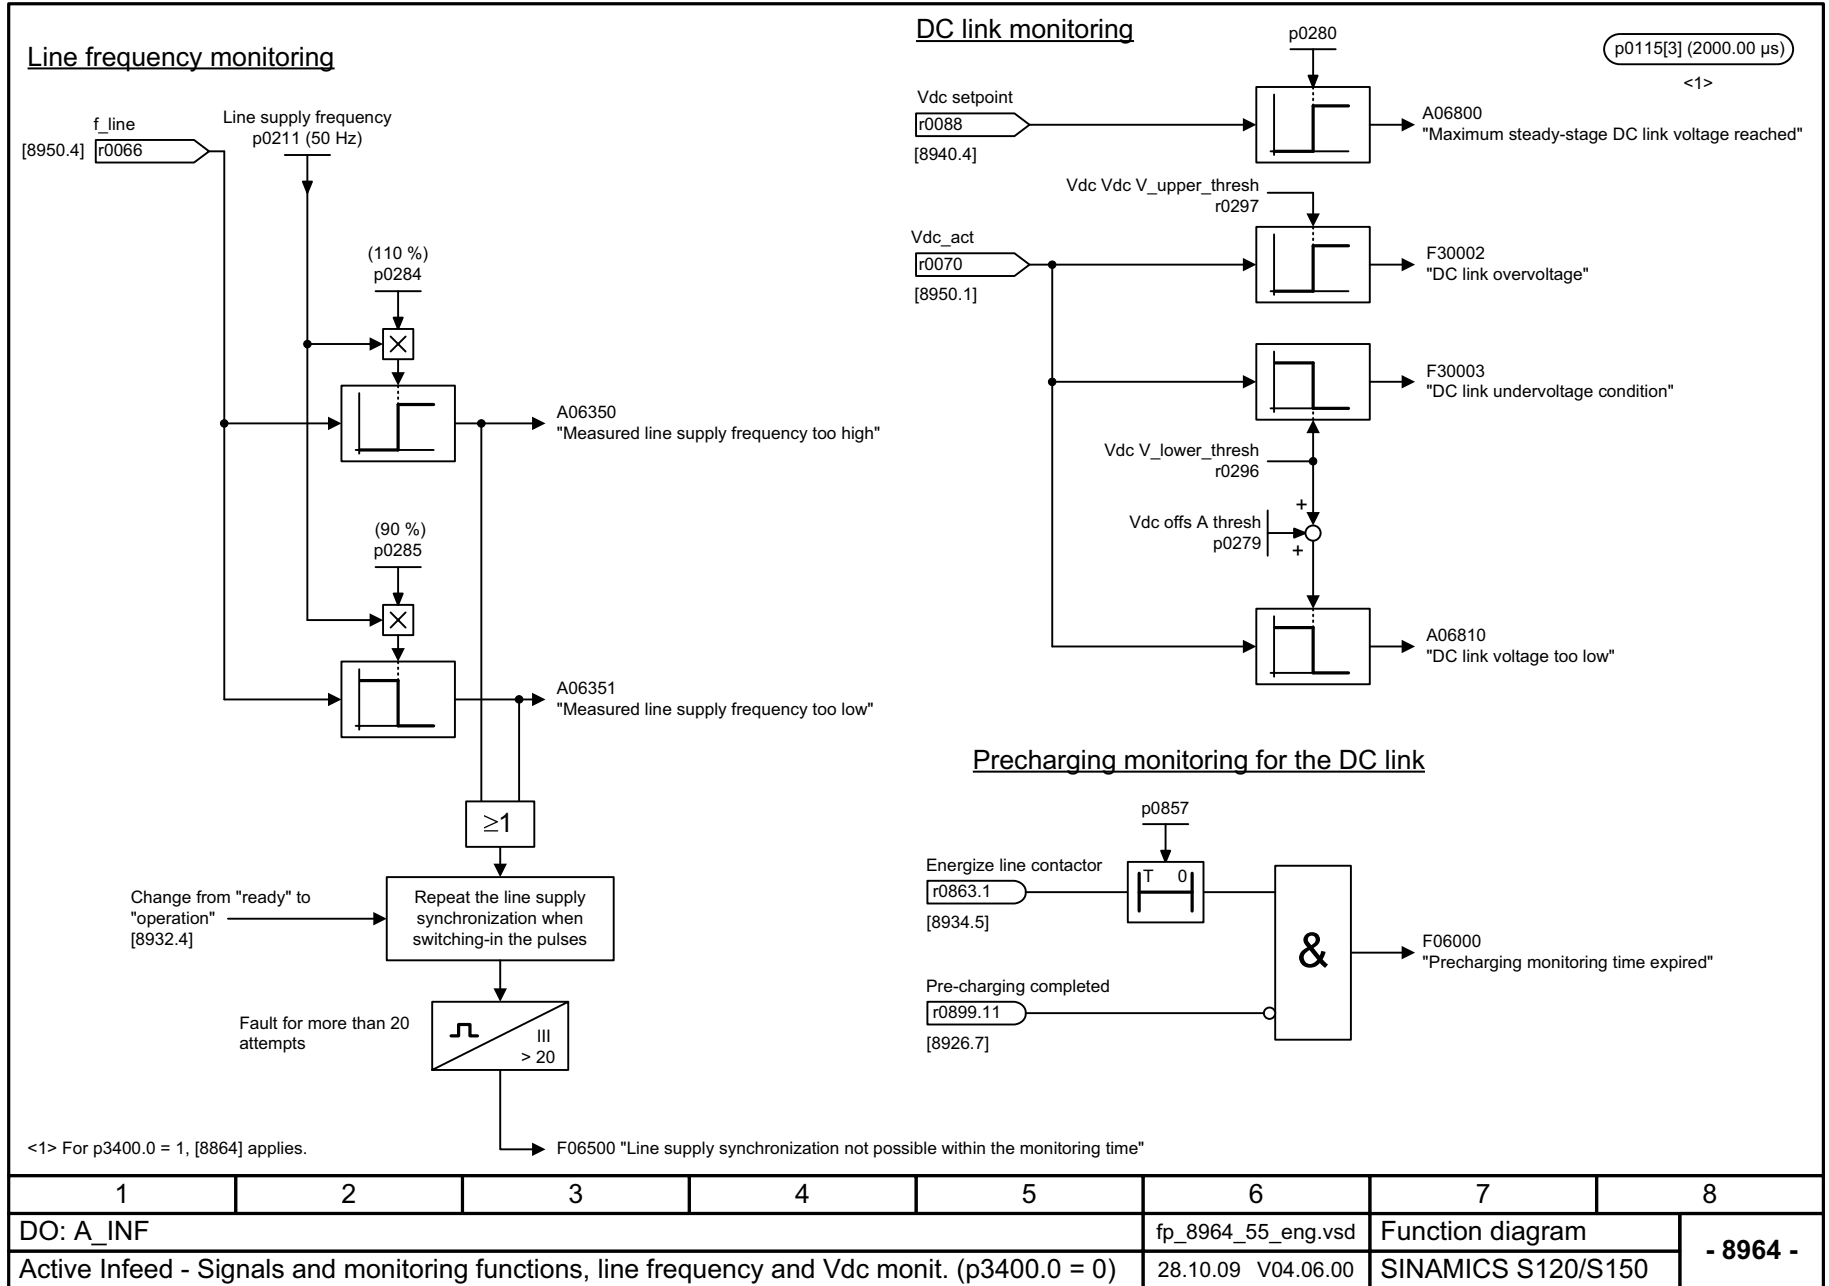 Line frequency monitoring
f_line
[8950.4]
r0066
Line supply frequency
p0211 (50 Hz)
(110 %)
p0284
A06350
"Measured line supply frequency too high"
(90 %)
p0285
A06351
"Measured line supply frequency too low"
≥1
Change from "ready" to
"operation"
[8932.4]
Repeat the line supply
synchronization when
switching-in the pulses
Fault for more than 20
attempts
III
> 20
F06500 "Line supply synchronization not possible within the monitoring time"
<1> For p3400.0 = 1, [8864] applies.
DC link monitoring
p0280
p0115[3] (2000.00 µs)
<1>
Vdc setpoint
r0088
[8940.4]
A06800
"Maximum steady-stage DC link voltage reached"
Vdc Vdc V_upper_thresh
r0297
Vdc_act
r0070
[8950.1]
F30002
"DC link overvoltage"
F30003
"DC link undervoltage condition"
Vdc V_lower_thresh
r0296
+
Vdc offs A thresh
p0279
+
A06810
"DC link voltage too low"
Precharging monitoring for the DC link
p0857
Energize line contactor
r0863.1
[8934.5]
T 0
&
F06000
"Precharging monitoring time expired"
Pre-charging completed
r0899.11
[8926.7]
1 2 3 4 5 6 7 8
DO: A_INF
fp_8964_55_eng.vsd
Function diagram
- 8964 -
Active Infeed - Signals and monitoring functions, line frequency and Vdc monit. (p3400.0 = 0)
28.10.09 V04.06.00
SINAMICS S120/S150